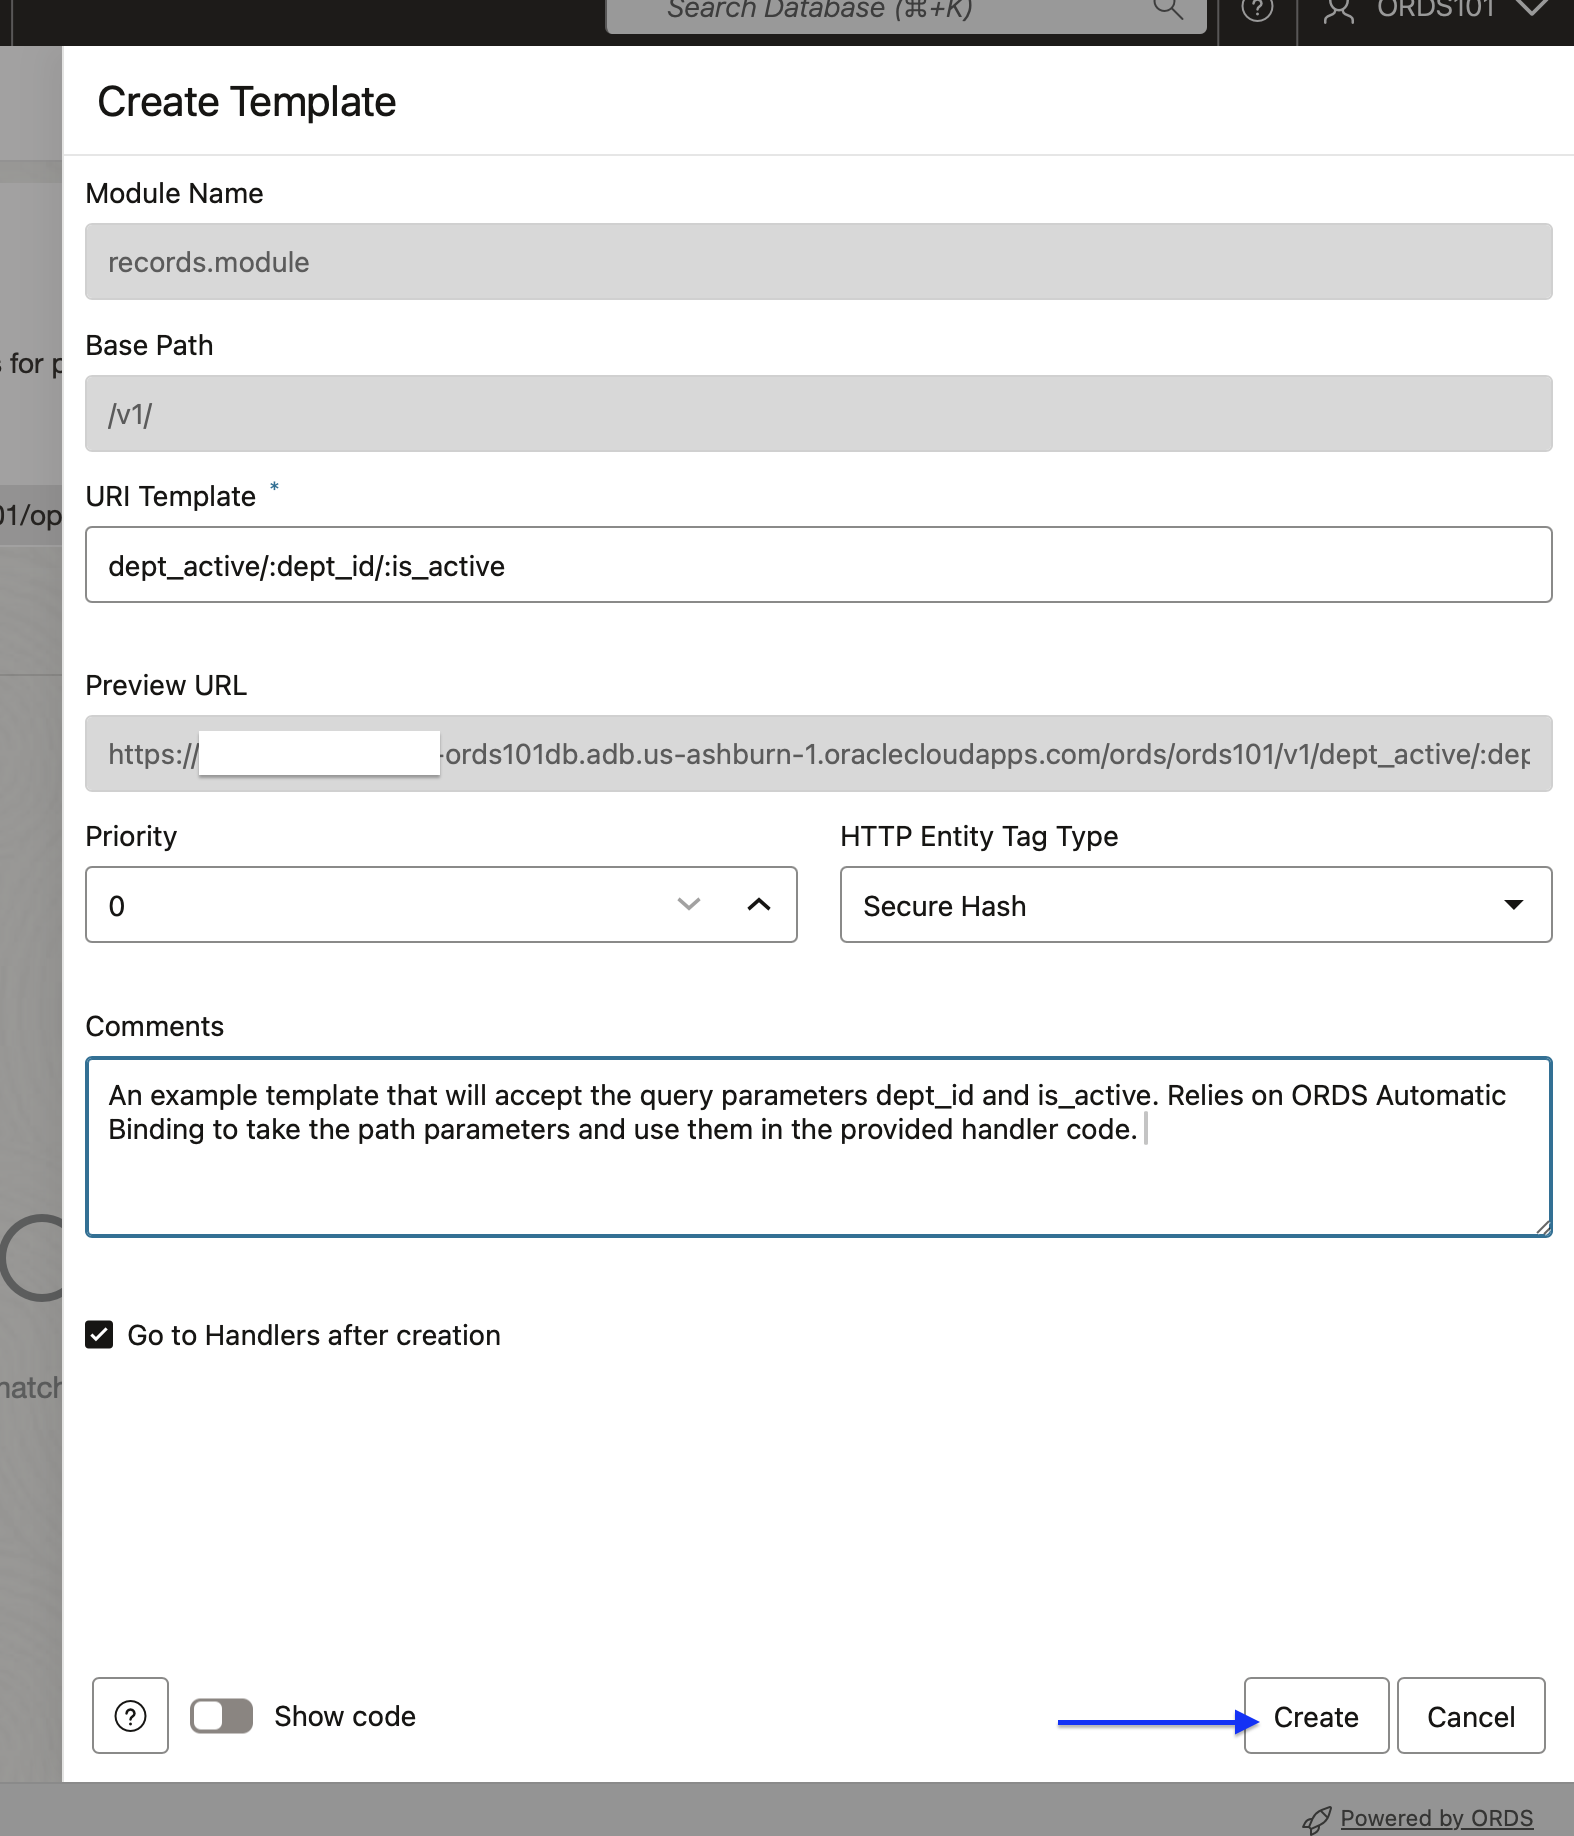 Search Database (⌘+K)
ORDS101
Create Template
Module Name
records.module
s for p
Base Path
/v1/
URI Template *
01/op
dept_active/:dept_id/:is_active
Preview URL
https:// -ords101db.adb.us-ashburn-1.oraclecloudapps.com/ords/ords101/v1/dept_active/:dep
Priority
HTTP Entity Tag Type
0
Secure Hash
Comments
An example template that will accept the query parameters dept_id and is_active. Relies on ORDS Automatic
Binding to take the path parameters and use them in the provided handler code.
Go to Handlers after creation
natch
Show code
Create
Cancel
Powered by ORDS